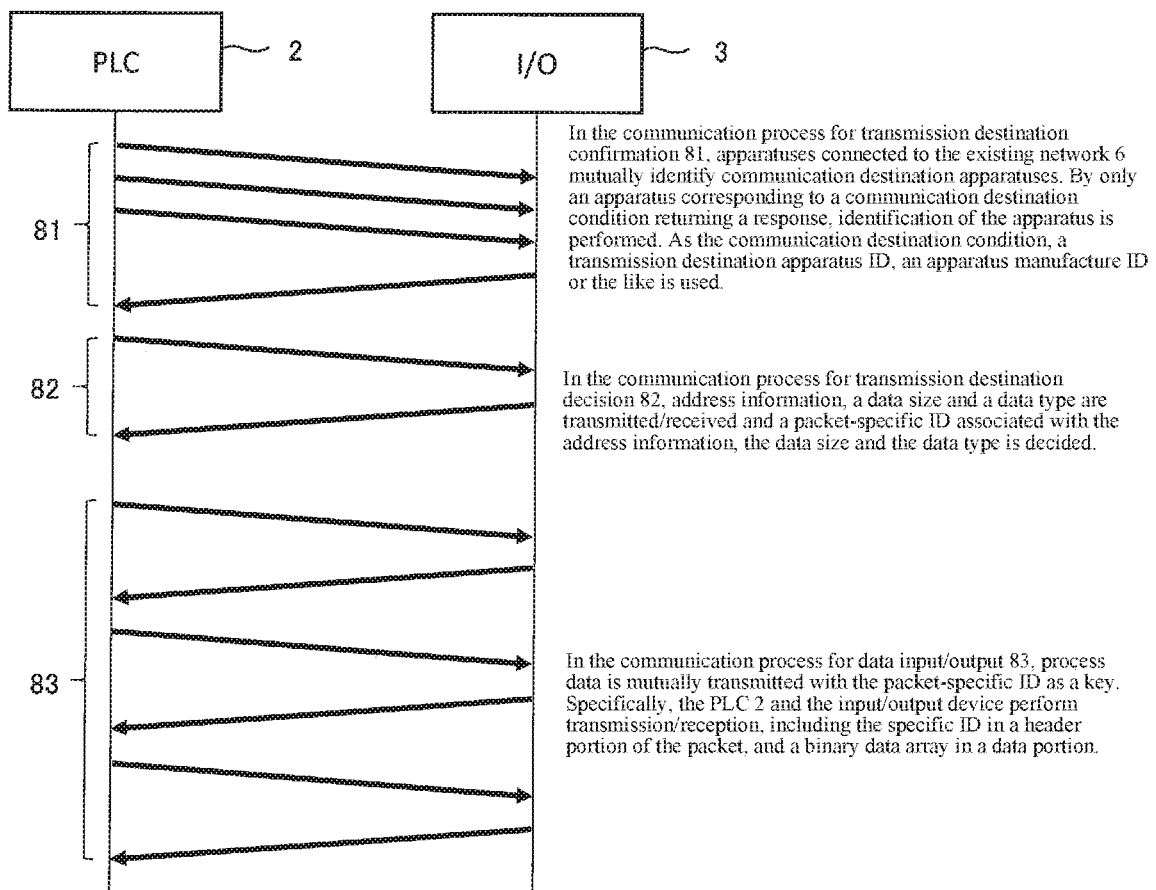 PLC
2
I/O
3
In the communication process for transmission destination
confirmation 81, apparatuses connected to the existing network 6
mutually identify communication destination apparatuses. By only
an apparatus corresponding to a communication destination
condition returning a response, identification of the apparatus is
performed. As the communication destination condition, a
transmission destination apparatus ID, an apparatus manufacture ID
or the like is used.
81
In the communication process for transmission destination
decision 82, address information, a data size and a data type are
transmitted/received and a packet-specific ID associated with the
address information, the data size and the data type is decided.
82
In the communication process for data input/output 83, process
data is mutually transmitted with the packet-specific ID as a key.
Specifically, the PLC 2 and the input/output device perform
transmission/reception, including the specific ID in a header
portion of the packet, and a binary data array in a data portion.
83